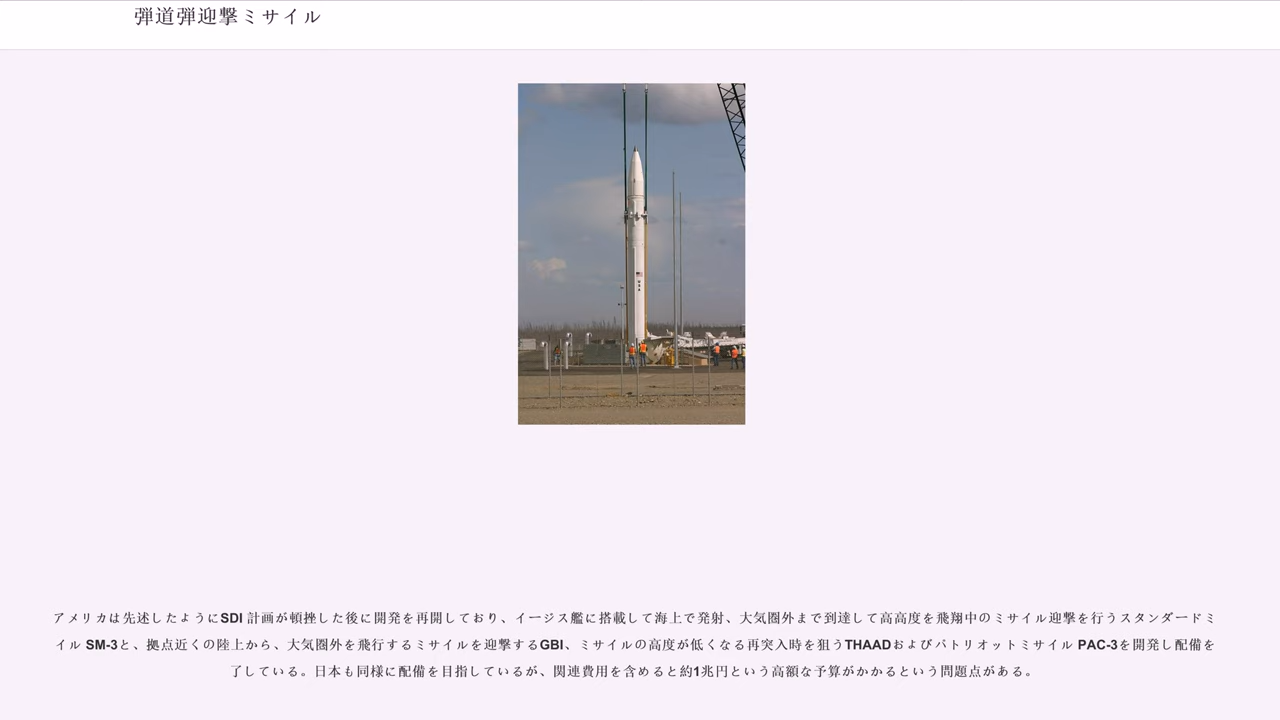 弾道弾迎撃ミサイル
アメリカは先述したようにSDI 計画が頓挫した後に開発を再開しており、イージス艦に搭載して海上で発射、大気圏外まで到達して高高度を飛翔中のミサイル迎撃を行うスタンダードミ
イル SM-3と、拠点近くの陸上から、大気圏外を飛行するミサイルを迎撃するGBI、ミサイルの高度が低くなる再突入時を狙うTHAADおよびパトリオットミサイル PAC-3を開発し配備を
了している。日本も同様に配備を目指しているが、関連費用を含めると約1兆円という高額な予算がかかるという問題点がある。